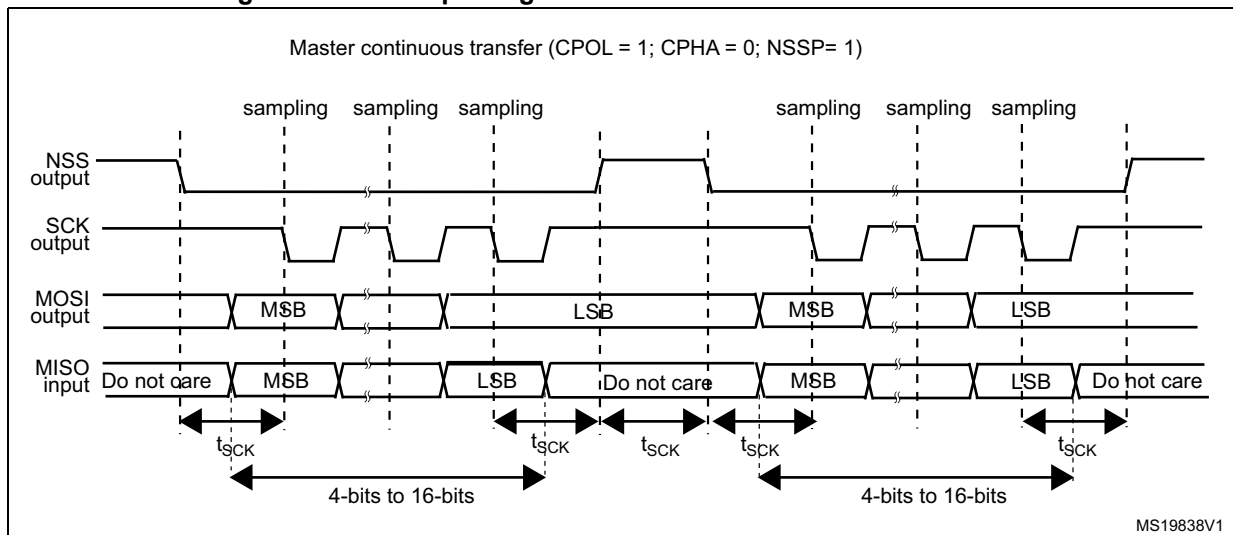 Master continuous transfer (CPOL = 1; CPHA = 0; NSSP= 1)
sampling sampling sampling sampling sampling sampling
NSS
output
SCK
output
MOSI
output
MSB LSB MSB LSB
MISO
input
Do not care MSB LSB Do not care MSB LSB Do not care
tSCK tSCK tSCK tSCK tSCK
4-bits to 16-bits 4-bits to 16-bits
MS19838V1